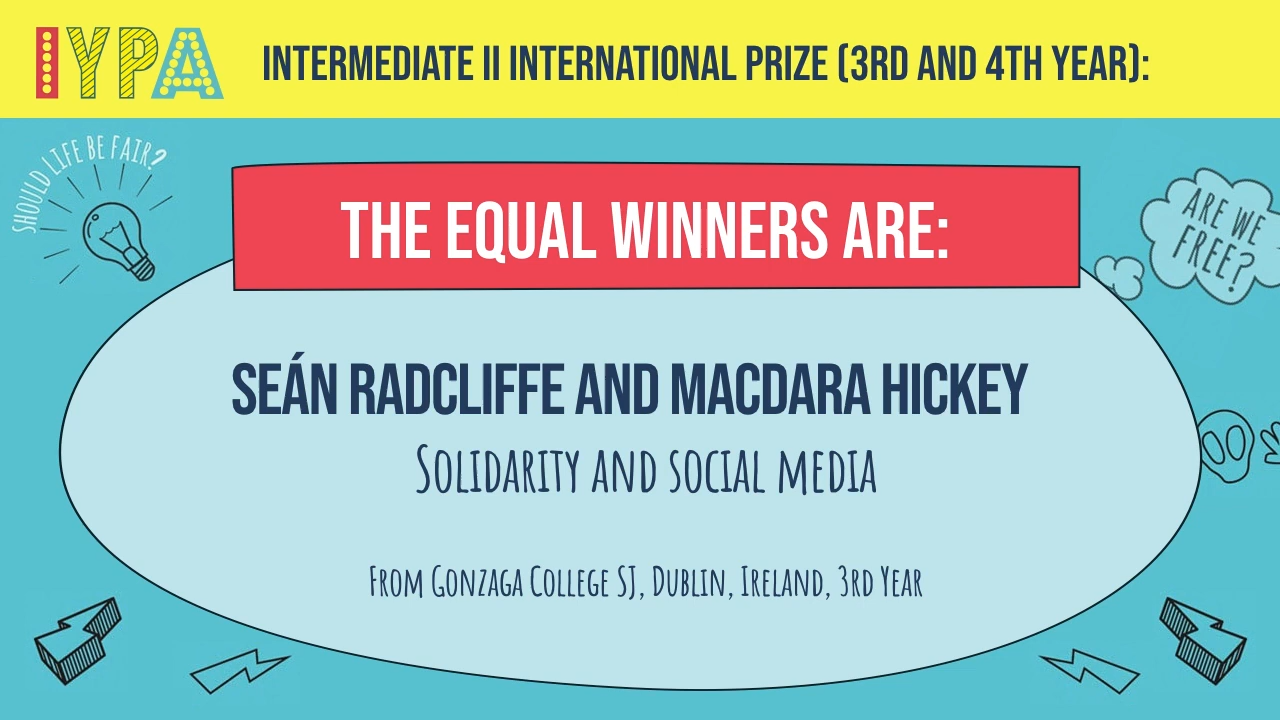 IYPA INTERMEDIATE II INTERNATIONAL PRIZE (3RD AND 4TH YEAR):
SHOULD LIFE BE FAIR?
THE EQUAL WINNERS ARE:
ARE WE
FREE?
SEÁN RADCLIFFE AND MACDARA HICKEY
SOLIDARITY AND SOCIAL MEDIA
FROM GONZAGA COLLEGE SJ, DUBLIN, IRELAND, 3RD YEAR